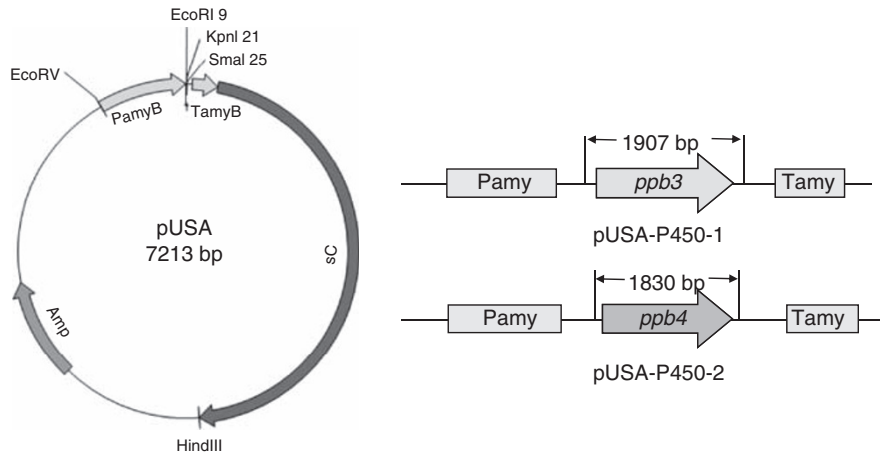 EcoRI 9
KpnI 21
SmaI 25
EcoRV
PamyB
TamyB
pUSA
7213 bp
sC
Amp
HindIII
1907 bp
Pamy
ppb3
Tamy
pUSA-P450-1
1830 bp
Pamy
ppb4
Tamy
pUSA-P450-2